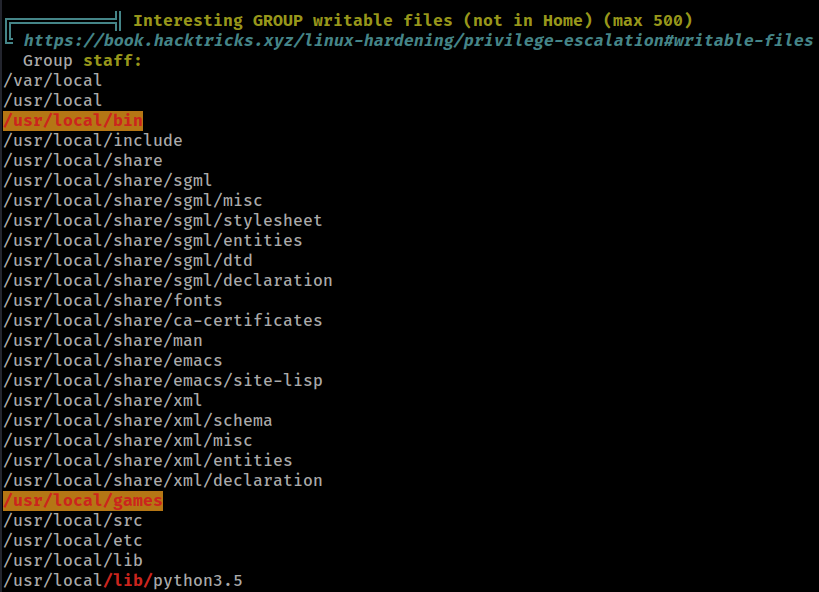 Interesting GROUP writable files (not in Home) (max 500)
https://book.hacktricks.xyz/linux-hardening/privilege-escalation#writable-files
Group staff:
/var/local
/usr/local
/usr/local/bin
/usr/local/include
/usr/local/share
/usr/local/share/sgml
/usr/local/share/sgml/misc
/usr/local/share/sgml/stylesheet
/usr/local/share/sgml/entities
/usr/local/share/sgml/dtd
/usr/local/share/sgml/declaration
/usr/local/share/fonts
/usr/local/share/ca-certificates
/usr/local/share/man
/usr/local/share/emacs
/usr/local/share/emacs/site-lisp
/usr/local/share/xml
/usr/local/share/xml/schema
/usr/local/share/xml/misc
/usr/local/share/xml/entities
/usr/local/share/xml/declaration
/usr/local/games
/usr/local/src
/usr/local/etc
/usr/local/lib
/usr/local/lib/python3.5